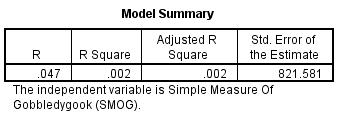 Model Summary
R R Square Adjusted R Square Std. Error of the Estimate
.047 .002 .002 821.581
The independent variable is Simple Measure Of
Gobbledygook (SMOG).